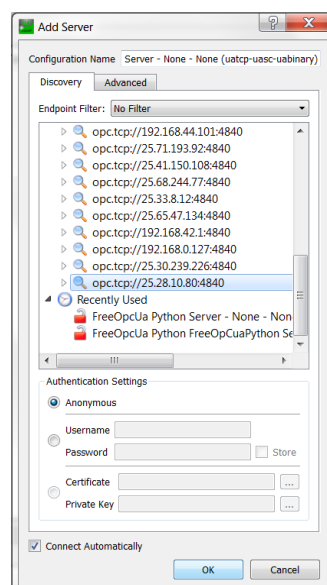 Add Server
Configuration Name Server - None - None (uatcp-uasc-uabinary)
Discovery Advanced
Endpoint Filter: No Filter
opc.tcp://192.168.44.101:4840
opc.tcp://25.71.193.92:4840
opc.tcp://25.41.150.108:4840
opc.tcp://25.68.244.77:4840
opc.tcp://25.33.8.12:4840
opc.tcp://25.65.47.134:4840
opc.tcp://192.168.42.1:4840
opc.tcp://192.168.0.127:4840
opc.tcp://25.30.239.226:4840
opc.tcp://25.28.10.80:4840
Recently Used
FreeOpcUa Python Server - None - Non
FreeOpcUa Python FreeOpCuaPython Se
Authentication Settings
Anonymous
Username
Password Store
Certificate ...
Private Key ...
Connect Automatically
OK Cancel